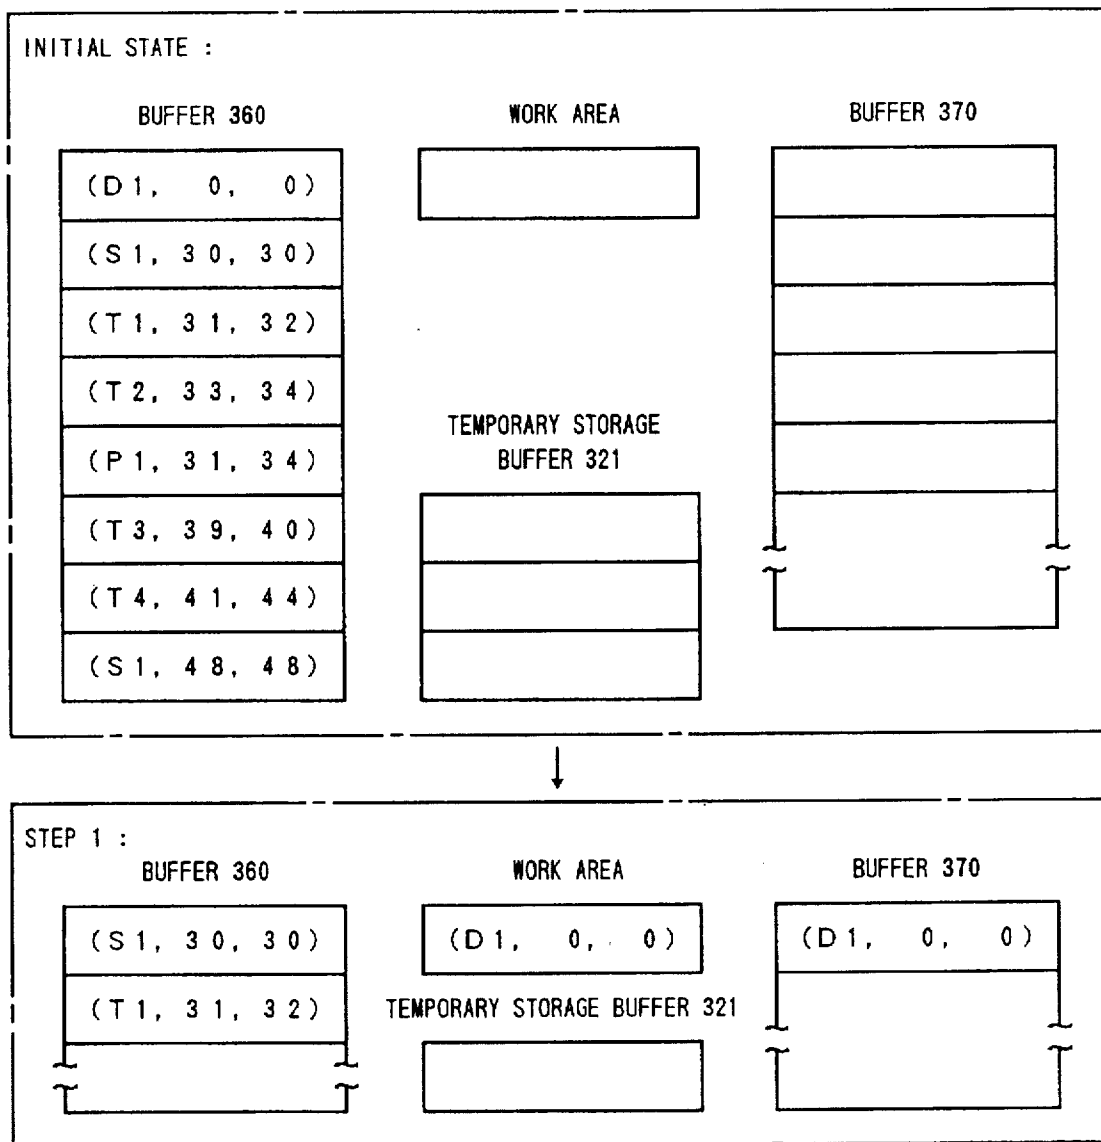 INITIAL STATE :
BUFFER 360
WORK AREA
BUFFER 370
(D1, 0, 0)
(S1, 30, 30)
(T1, 31, 32)
(T2, 33, 34)
(P1, 31, 34)
(T3, 39, 40)
(T4, 41, 44)
(S1, 48, 48)
TEMPORARY STORAGE
BUFFER 321
STEP 1 :
BUFFER 360
WORK AREA
BUFFER 370
(S1, 30, 30)
(D1, 0, 0)
(D1, 0, 0)
(T1, 31, 32)
TEMPORARY STORAGE BUFFER 321